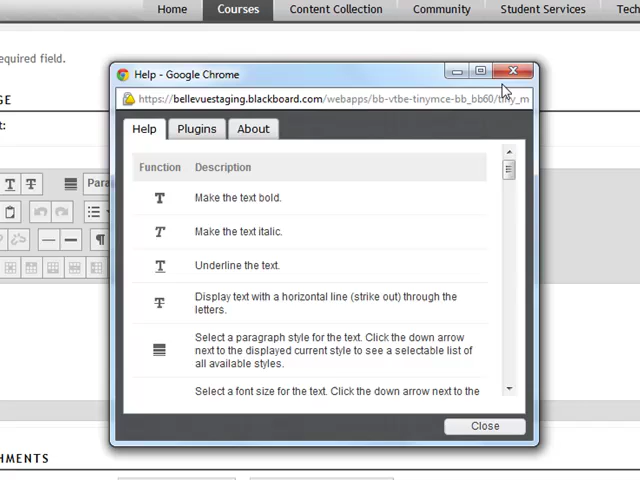 Home Courses Content Collection Community Student Services Tech
equired field.
GE
t:
Para
HMENTS
Help - Google Chrome
https://bellevuestaging.blackboard.com/webapps/bb-vtbe-tinymce-bb_bb60/tiny_m
Help Plugins About
Function Description
T Make the text bold.
T Make the text italic.
T Underline the text.
T Display text with a horizontal line (strike out) through the
letters.
Select a paragraph style for the text. Click the down arrow
next to the displayed current style to see a selectable list of
all available styles.
Select a font size for the text. Click the down arrow next to the
Close